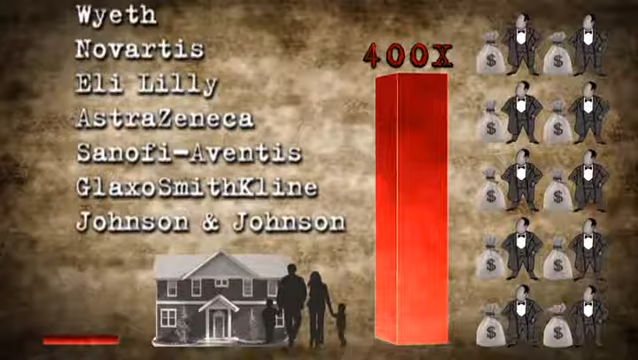 Wyeth
Novartis
Eli Lilly
AstraZeneca
Sanofi-Aventis
GlaxoSmithKline
Johnson & Johnson
400X
$ $
$ $
$ $
$ $
$ $